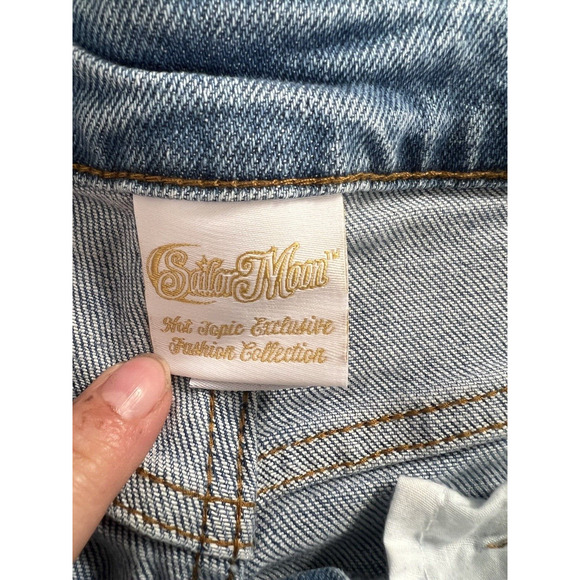 Sailor Moon™
Hot Topic Exclusive
Fashion Collection